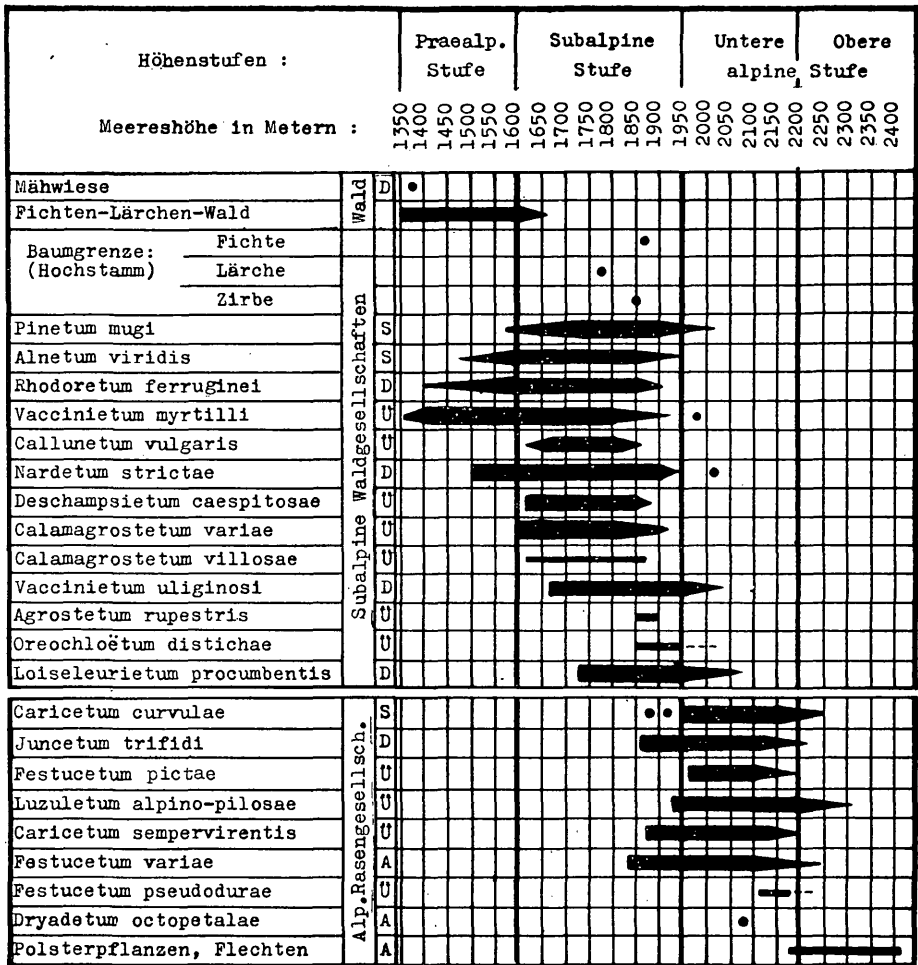 Höhenstufen :
Praealp. Stufe
Subalpine Stufe
Untere alpine Stufe
Obere
Meereshöhe in Metern :
1350 1400 1450 1500 1550 1600 1650 1700 1750 1800 1850 1900 1950 2000 2050 2100 2150 2200 2250 2300 2350 2400
Wald
Mähwiese D
Fichten-Lärchen-Wald
Baumgrenze: (Hochstamm)
Fichte
Lärche
Zirbe
Subalpine Waldgesellschaften
Pinetum mugi S
Alnetum viridis S
Rhodoretum ferruginei D
Vaccinietum myrtilli Ü
Callunetum vulgaris Ü
Nardetum strictae D
Deschampsietum caespitosae Ü
Calamagrostetum variae Ü
Calamagrostetum villosae Ü
Vaccinietum uliginosi D
Agrostetum rupestris Ü
Oreochloëtum distichae Ü
Loiseleurietum procumbentis D
Alp.Rasengesellsch.
Caricetum curvulae S
Juncetum trifidi D
Festucetum pictae Ü
Luzuletum alpino-pilosae Ü
Caricetum sempervirentis Ü
Festucetum variae A
Festucetum pseudodurae Ü
Dryadetum octopetalae A
Polsterpflanzen, Flechten A